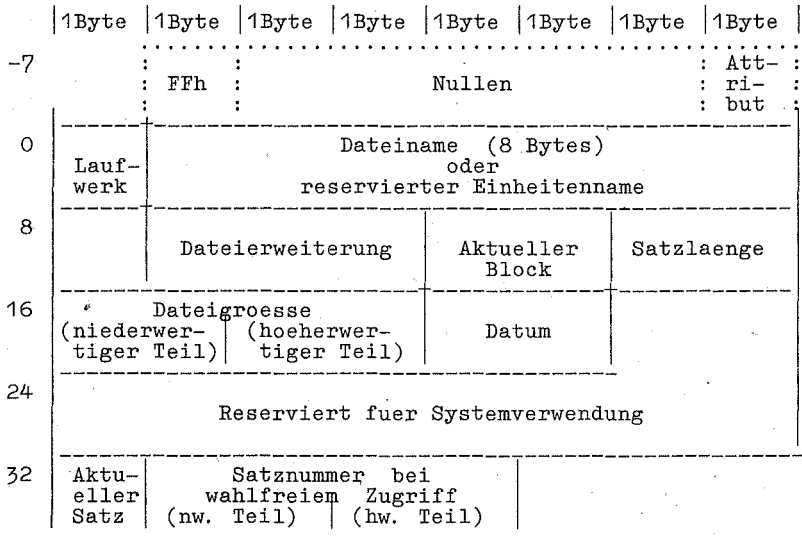 1Byte 1Byte 1Byte 1Byte 1Byte 1Byte 1Byte 1Byte
-7 FFh Nullen Att-
ri-
but
0 Dateiname (8 Bytes)
Lauf- oder
werk reservierter Einheitenname
8
Dateierweiterung Aktueller Satzlaenge
Block
16 Dateigroesse
(niederwer- (hoeherwer- Datum
tiger Teil) tiger Teil)
24
Reserviert fuer Systemverwendung
32 Aktu- Satznummer bei
eller wahlfreiem Zugriff
Satz (nw. Teil) (hw. Teil)